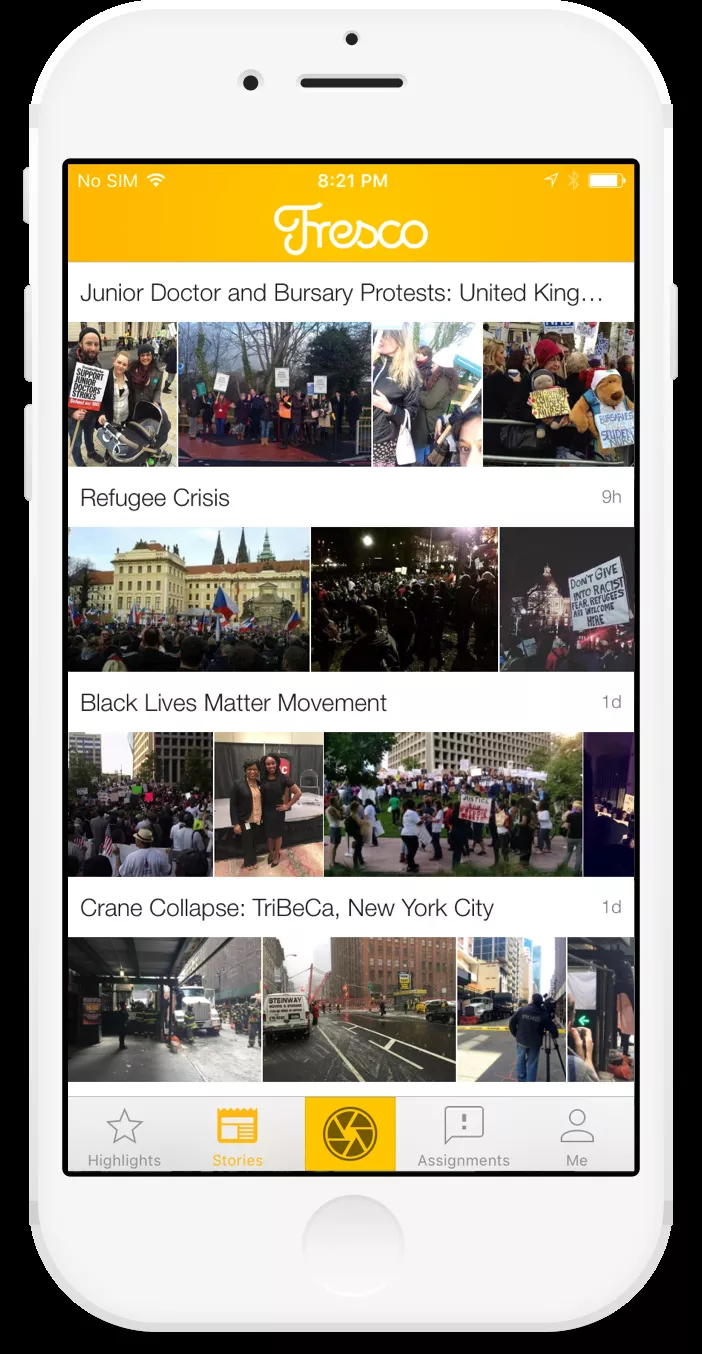 No SIM 8:21 PM
Fresco
Junior Doctor and Bursary Protests: United King…
SUPPORT
JUNIOR
DOCTORS'
STRIKES
Refugee Crisis 9h
DON'T GIVE
INTO RACIST
FEAR. REFUGEES
ARE WELCOME
HERE
Black Lives Matter Movement 1d
JUSTICE
Crane Collapse: TriBeCa, New York City 1d
STEINWAY
Highlights Stories Assignments Me